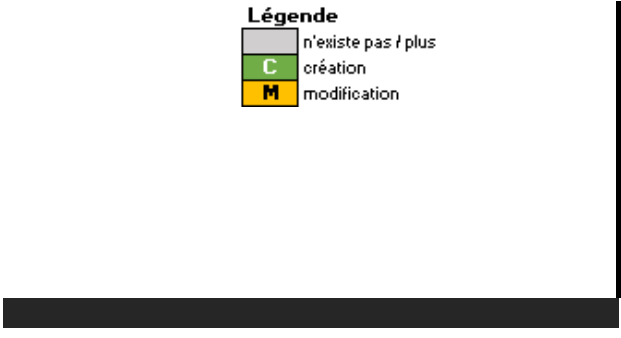 Légende
n'existe pas / plus
C création
M modification